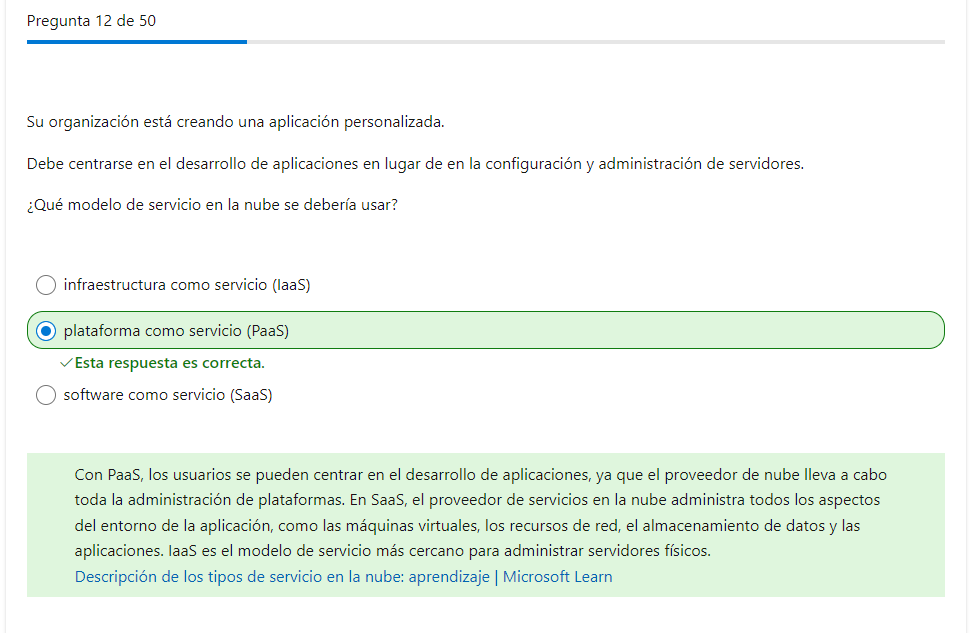 Pregunta 12 de 50
Su organización está creando una aplicación personalizada.
Debe centrarse en el desarrollo de aplicaciones en lugar de en la configuración y administración de servidores.
¿Qué modelo de servicio en la nube se debería usar?
infraestructura como servicio (IaaS)
plataforma como servicio (PaaS)
Esta respuesta es correcta.
software como servicio (SaaS)
Con PaaS, los usuarios se pueden centrar en el desarrollo de aplicaciones, ya que el proveedor de nube lleva a cabo
toda la administración de plataformas. En SaaS, el proveedor de servicios en la nube administra todos los aspectos
del entorno de la aplicación, como las máquinas virtuales, los recursos de red, el almacenamiento de datos y las
aplicaciones. IaaS es el modelo de servicio más cercano para administrar servidores físicos.
Descripción de los tipos de servicio en la nube: aprendizaje | Microsoft Learn